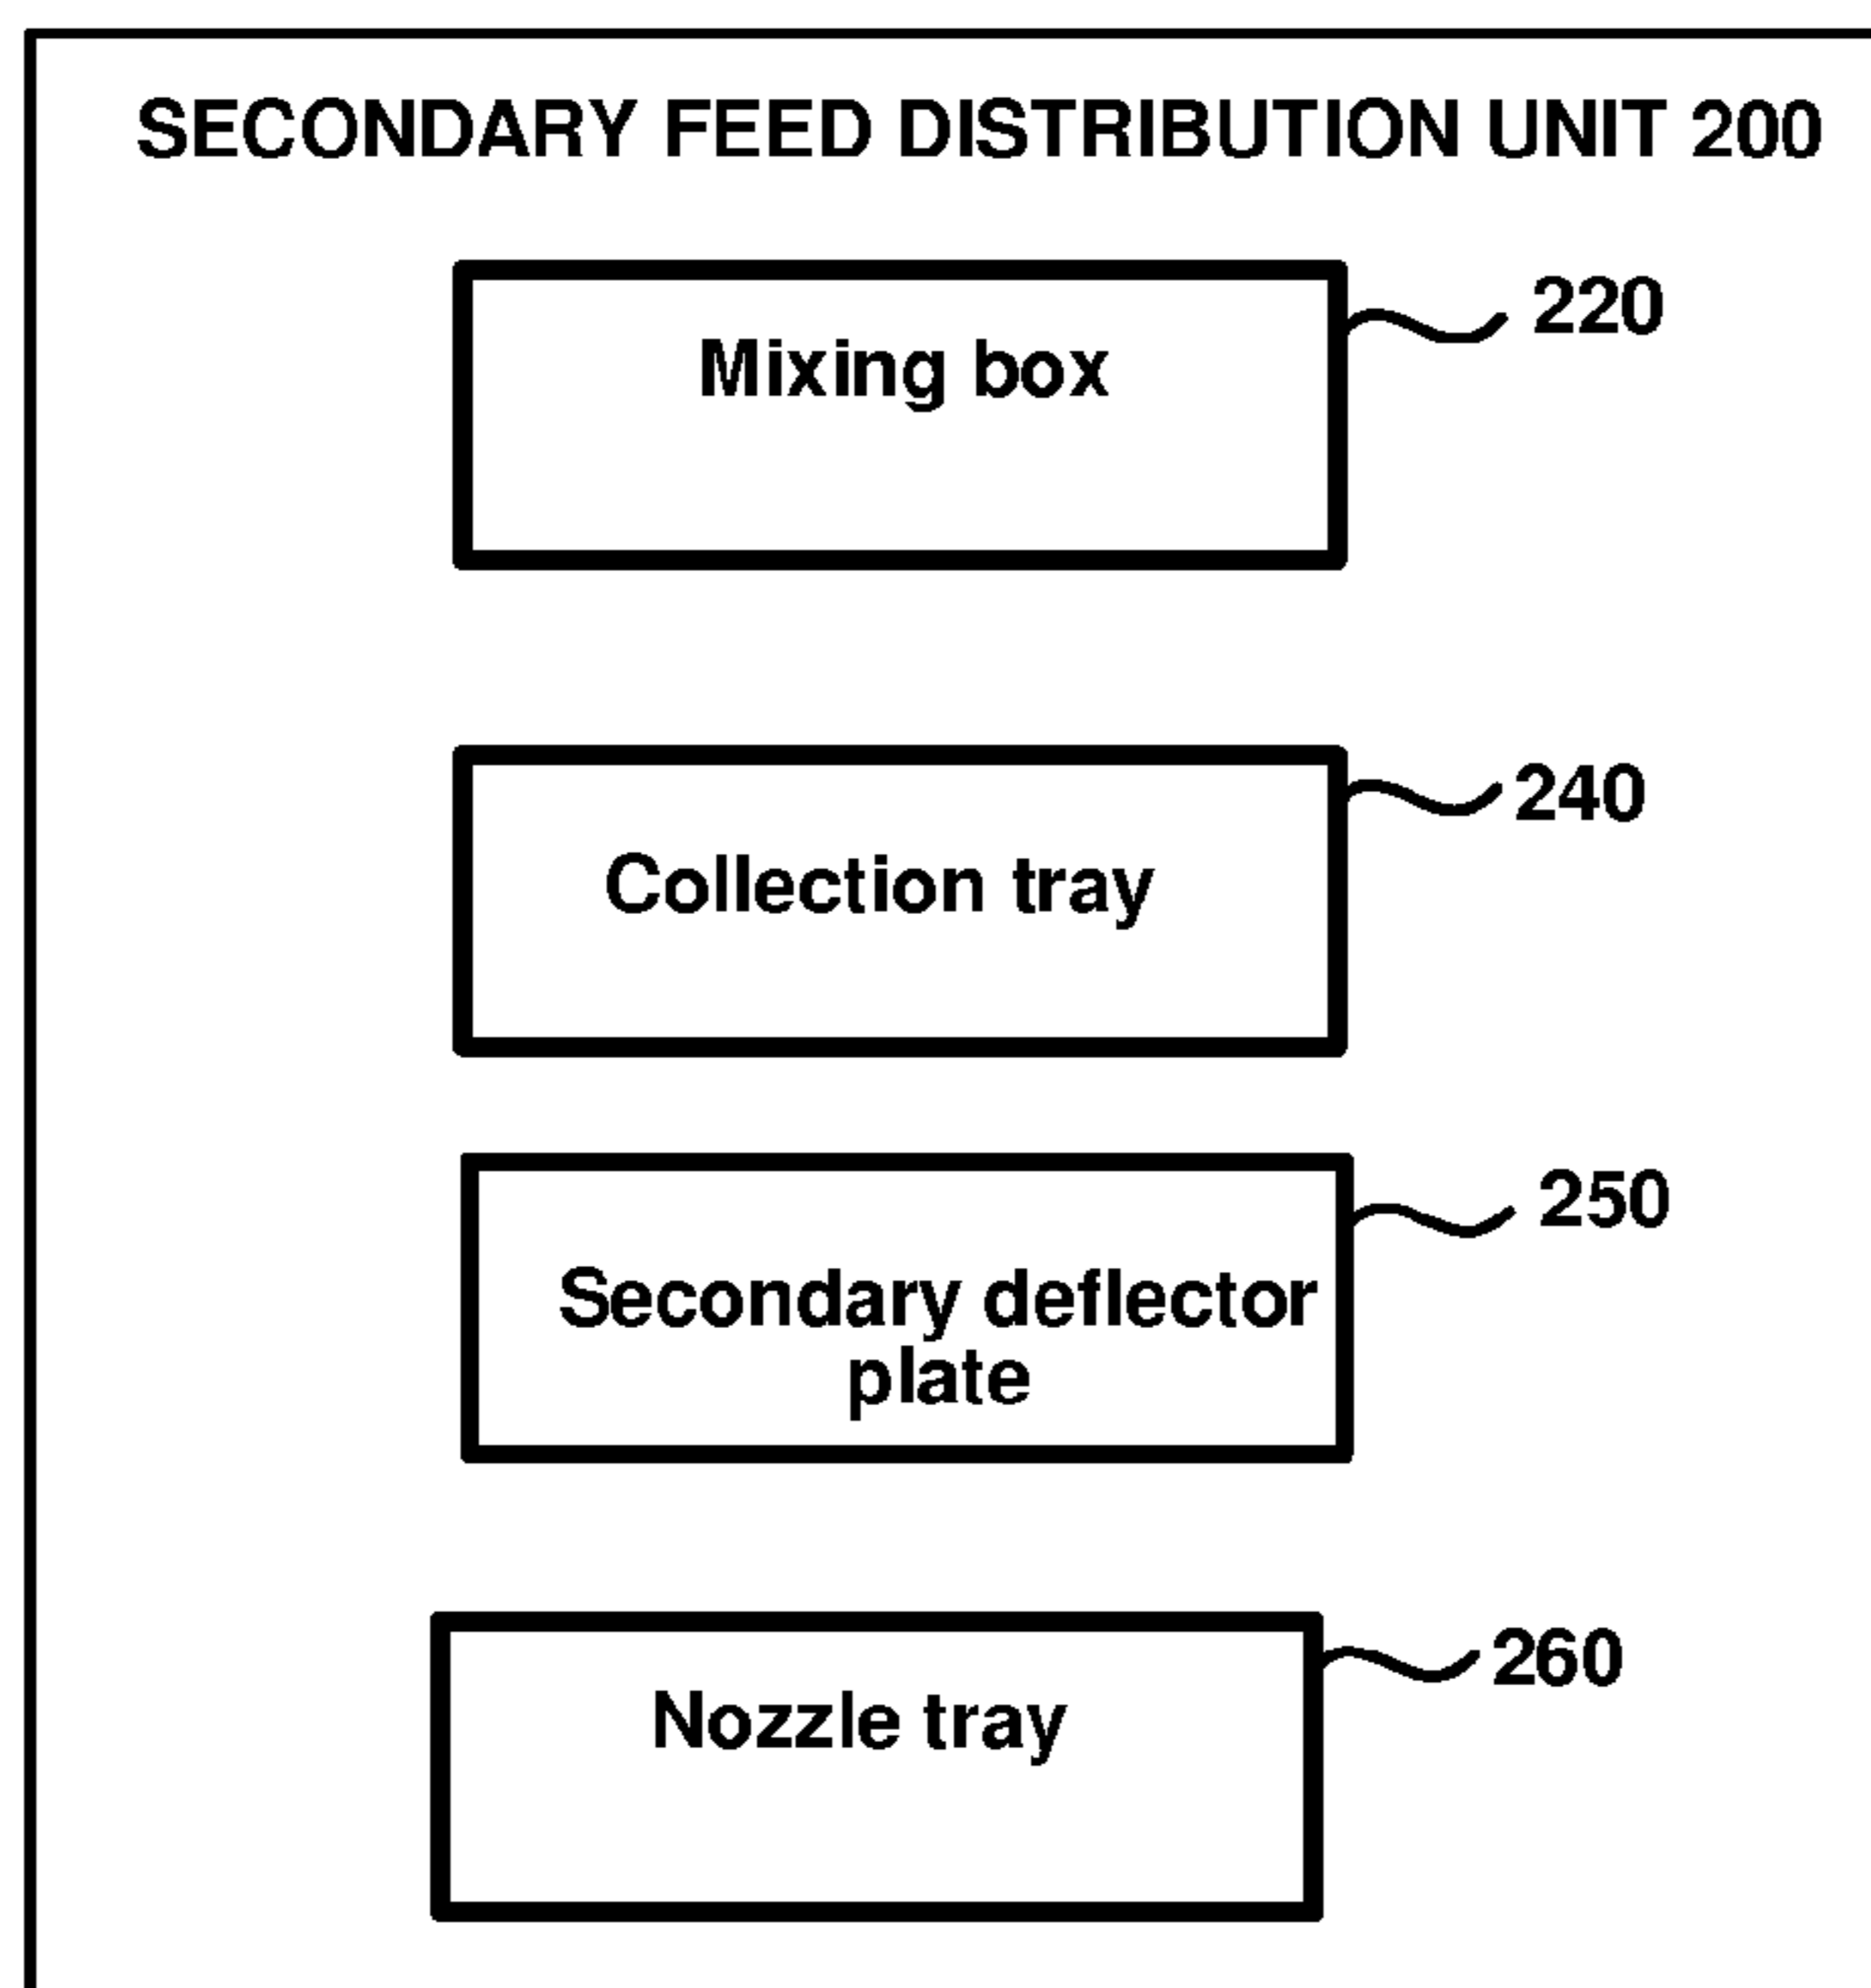 SECONDARY FEED DISTRIBUTION UNIT 200
220
Mixing box
240
Collection tray
250
Secondary deflector
plate
260
Nozzle tray